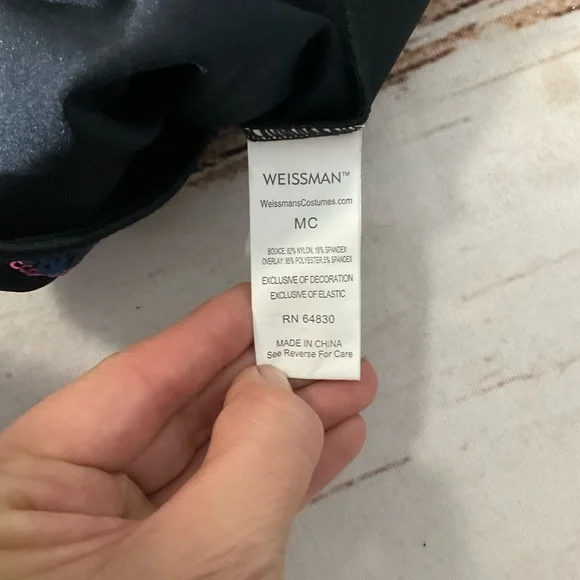 WEISSMAN™
WeissmansCostumes.com
MC
BODICE: 82% NYLON, 18% SPANDEX
OVERLAY: 95% POLYESTER,5% SPANDEX
EXCLUSIVE OF DECORATION
EXCLUSIVE OF ELASTIC
RN 64830
MADE IN CHINA
See Reverse For Care